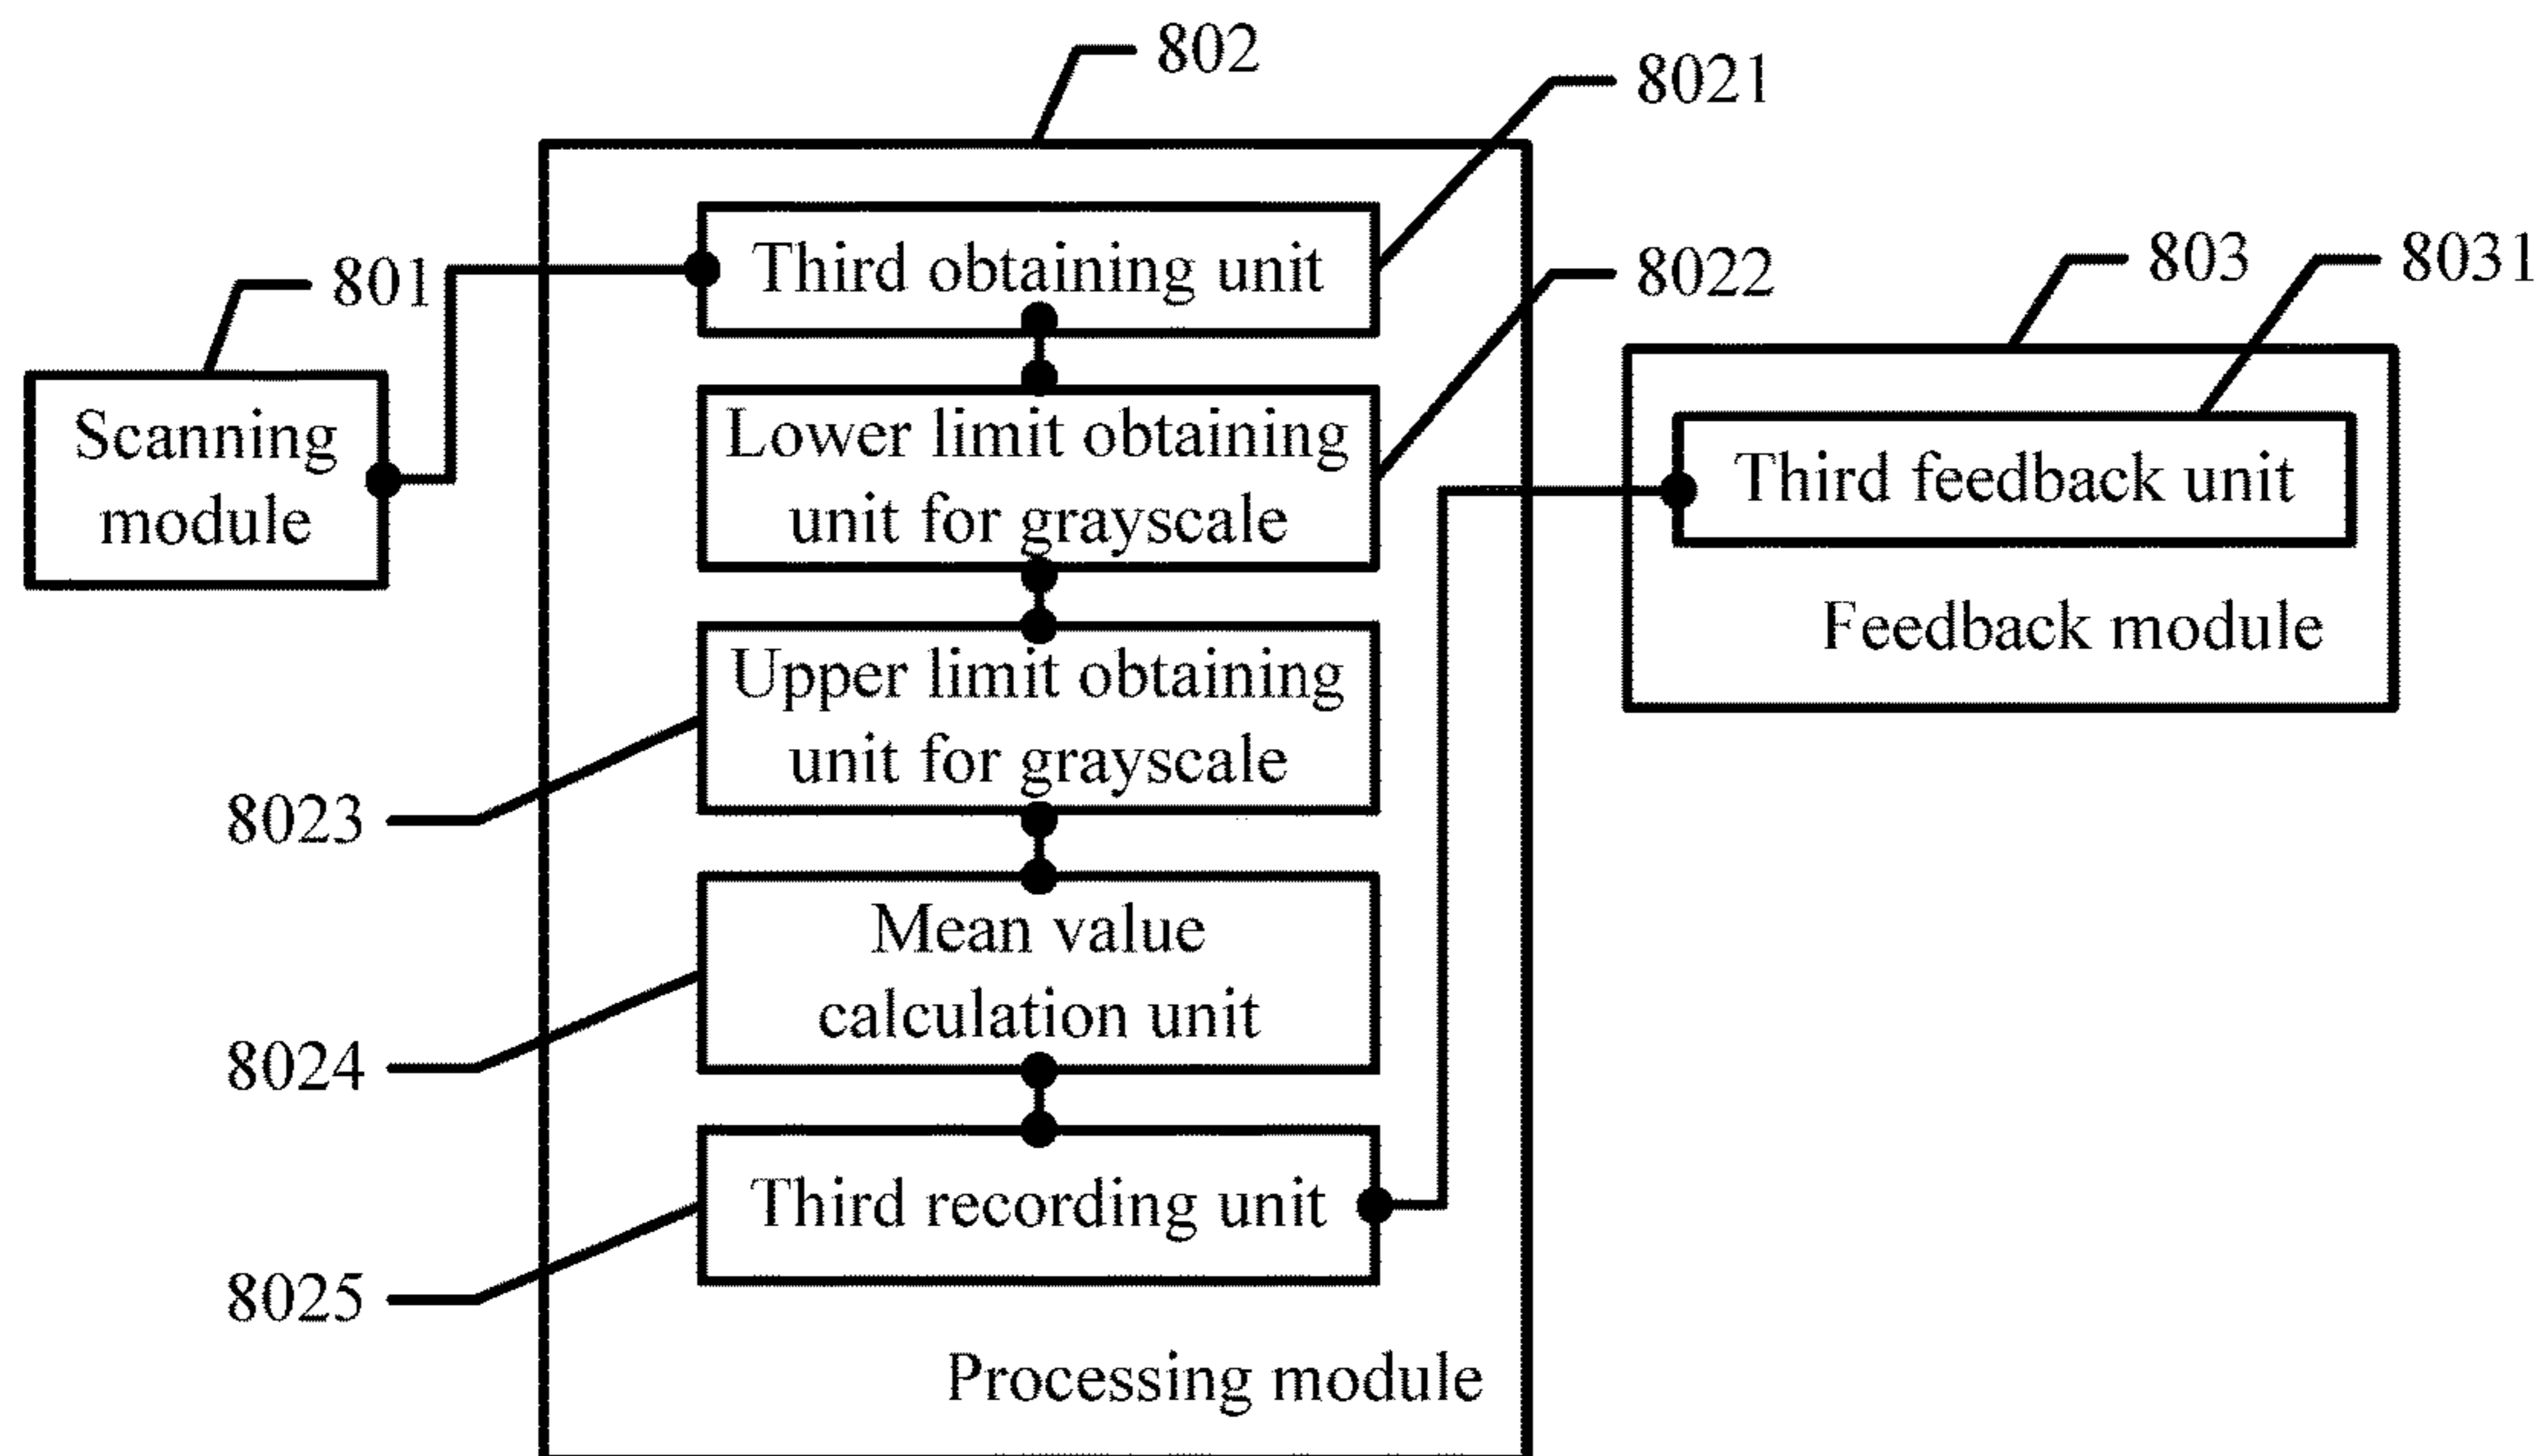 802
8021
Third obtaining unit
8022
803
8031
801
Scanning
module
Lower limit obtaining
unit for grayscale
Third feedback unit
Feedback module
Upper limit obtaining
unit for grayscale
8023
Mean value
calculation unit
8024
Third recording unit
8025
Processing module